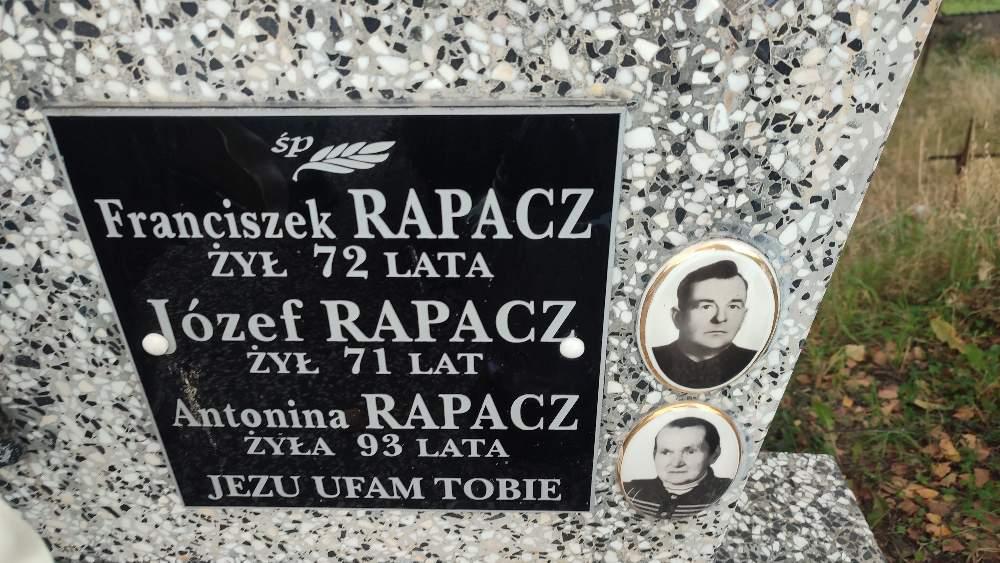 śp
Franciszek RAPACZ
ŻYŁ 72 LATA
Józef RAPACZ
ŻYŁ 71 LAT
Antonina RAPACZ
ŻYŁA 93 LATA
JEZU UFAM TOBIE